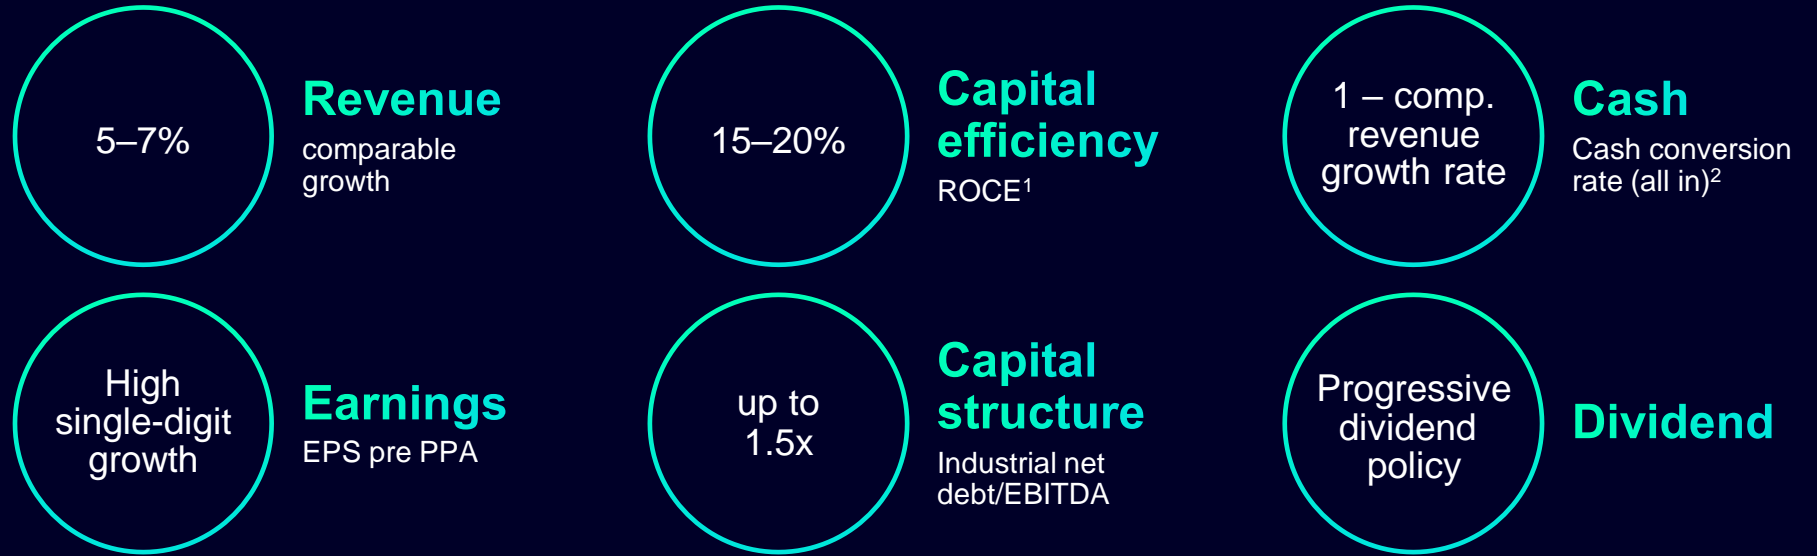 5–7%
Revenue
comparable
growth
15–20%
Capital
efficiency
ROCE¹
1 – comp.
revenue
growth rate
Cash
Cash conversion
rate (all in)²
High
single-digit
growth
Earnings
EPS pre PPA
up to
1.5x
Capital
structure
Industrial net
debt/EBITDA
Progressive
dividend
policy
Dividend